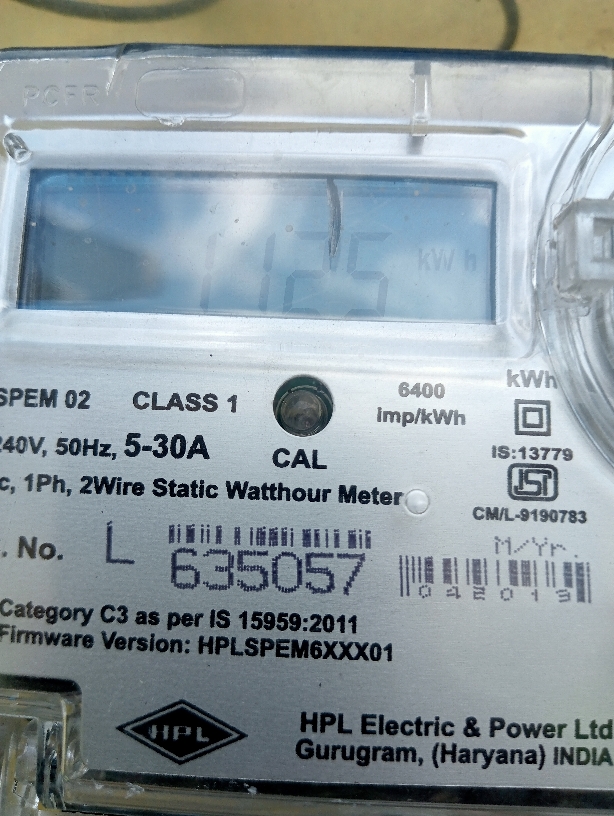 1125 kWh
SPEM 02 CLASS 1
6400
imp/kWh
kWh
240V, 50Hz, 5-30A
CAL
IS:13779
c, 1Ph, 2Wire Static Watthour Meter
CM/L-9190783
. No. L 635057
M/Yr.
042019
Category C3 as per IS 15959:2011
Firmware Version: HPLSPEM6XXX01
HPL
HPL Electric & Power Ltd
Gurugram, (Haryana) INDIA